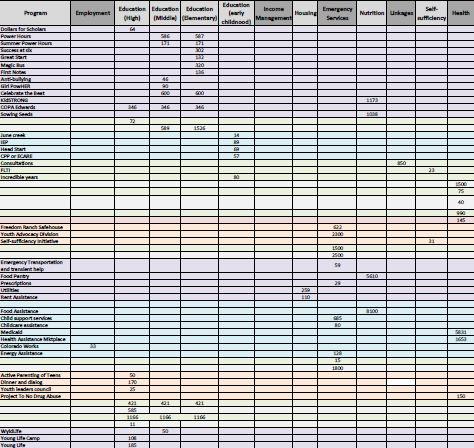 Program Employment Education (High) Education (Middle) Education (Elementary) Education (early childhood) Income Management Housing Emergency Services Nutrition Linkages Self-sufficiency Health
Dollars for Scholars 64
Power Hours 586 587
Summer Power Hours 171 171
Success at six 302
Great Start 132
Magic Bus 320
First Notes 136
Anti-bullying 46
Girl PowHER 90
Celebrate the Beat 600 600
KidSTRONG 1173
COPA Edwards 346 346 346
Sowing Seeds 1038
72
589 1526
June creek 14
IEP 89
Head Start 69
CPP or ECARE 57
Consultations 850
FLTI 23
Incredible years 80
1500
75
40
990
145
Freedom Ranch Safehouse 622
Youth Advocacy Division 2300
Self-sufficiency Initiative 31
1500
2500
Emergency Transportation and transient help 59
Food Pantry 5610
Prescriptions 29
Utilities 259
Rent Assistance 110
Food Assistance 8100
Child support services 685
Childcare assistance 80
Medicaid 5831
Health Assistance Mktplace 1653
Colorado Works 33
Energy Assistance 128
15
1800
Active Parenting of Teens 50
Dinner and dialog 170
Youth leaders council 25
Project To No Drug Abuse 150
421 421 421
585
1166 1166 1166
11
WyldLife 50
Young Life Camp 108
Young Life 185